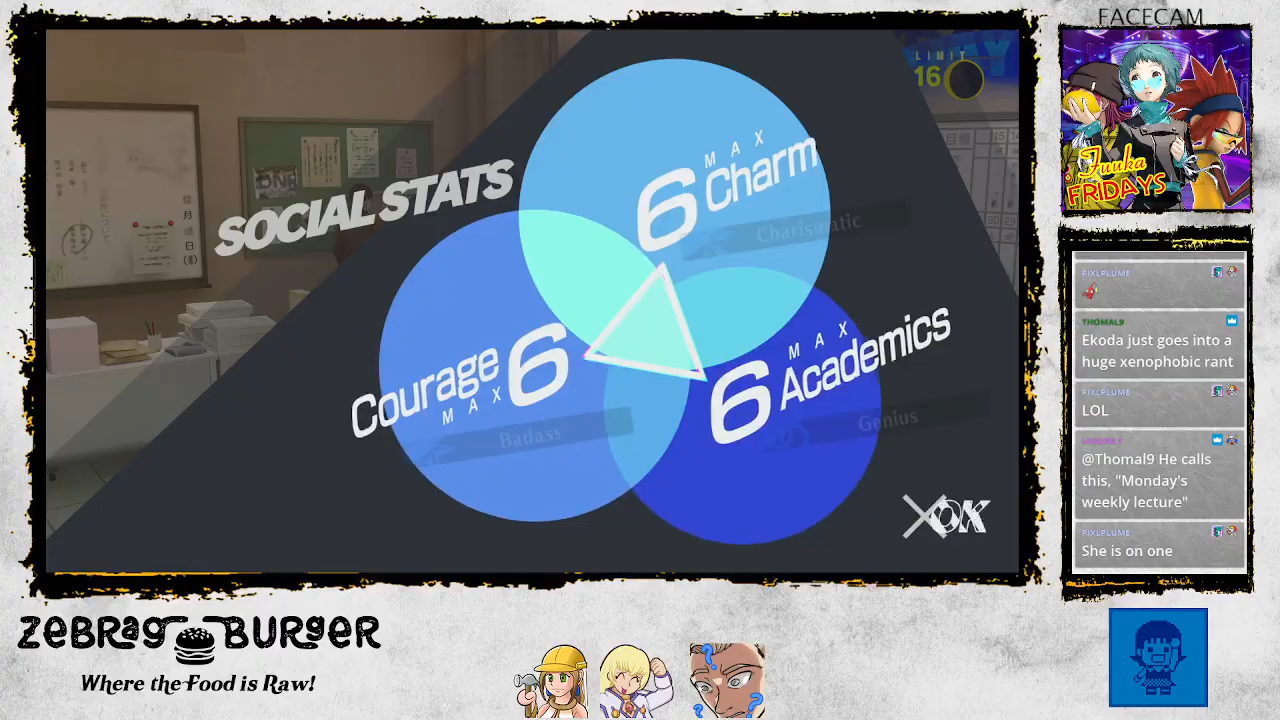 FACECAM
LIMIT
16
SOCIAL STATS
MAX
6 Charm
Charismatic
Courage 6
MAX
Badass
MAX
6 Academics
Genius
OK
Fuuka
FRIDAYS
PIXLPLUME
THOMAL9
Ekoda just goes into a
huge xenophobic rant
PIXLPLUME
LOL
@Thomal9 He calls
this, "Monday's
weekly lecture"
PIXLPLUME
She is on one
ZEBRAG BURGER
Where the Food is Raw!